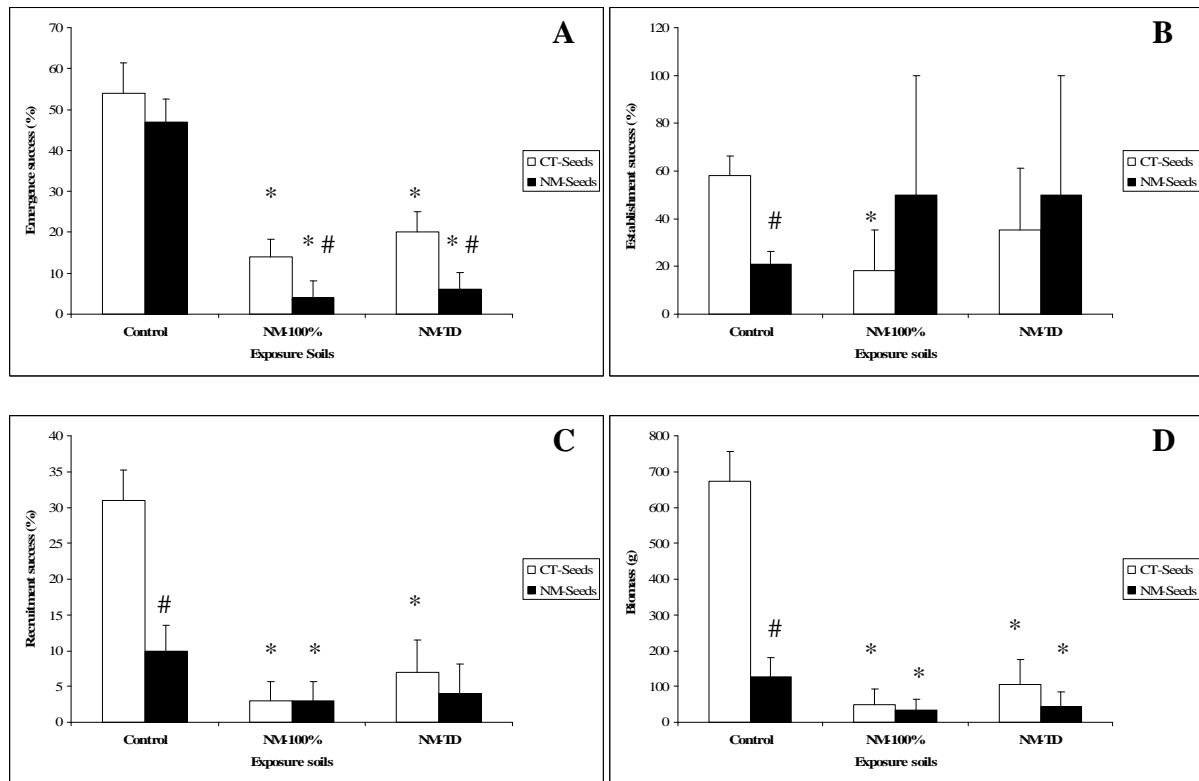 A
Emergence success (%)
70
60
50
40
30
20
10
0
*
* #
*
* #
Control
NM-100%
NM-TD
Exposure Soils
CT-Seeds
NM-Seeds
B
Establishment success (%)
120
100
80
60
40
20
0
#
*
Control
NM-100%
NM-TD
Exposure soils
CT-Seeds
NM-Seeds
C
Recruitment success (%)
40
35
30
25
20
15
10
5
0
#
*
*
*
Control
NM-100%
NM-TD
Exposure soils
CT-Seeds
NM-Seeds
D
Biomass (g)
800
700
600
500
400
300
200
100
0
#
*
*
*
*
Control
NM-100%
NM-TD
Exposure soils
CT-Seeds
NM-Seeds